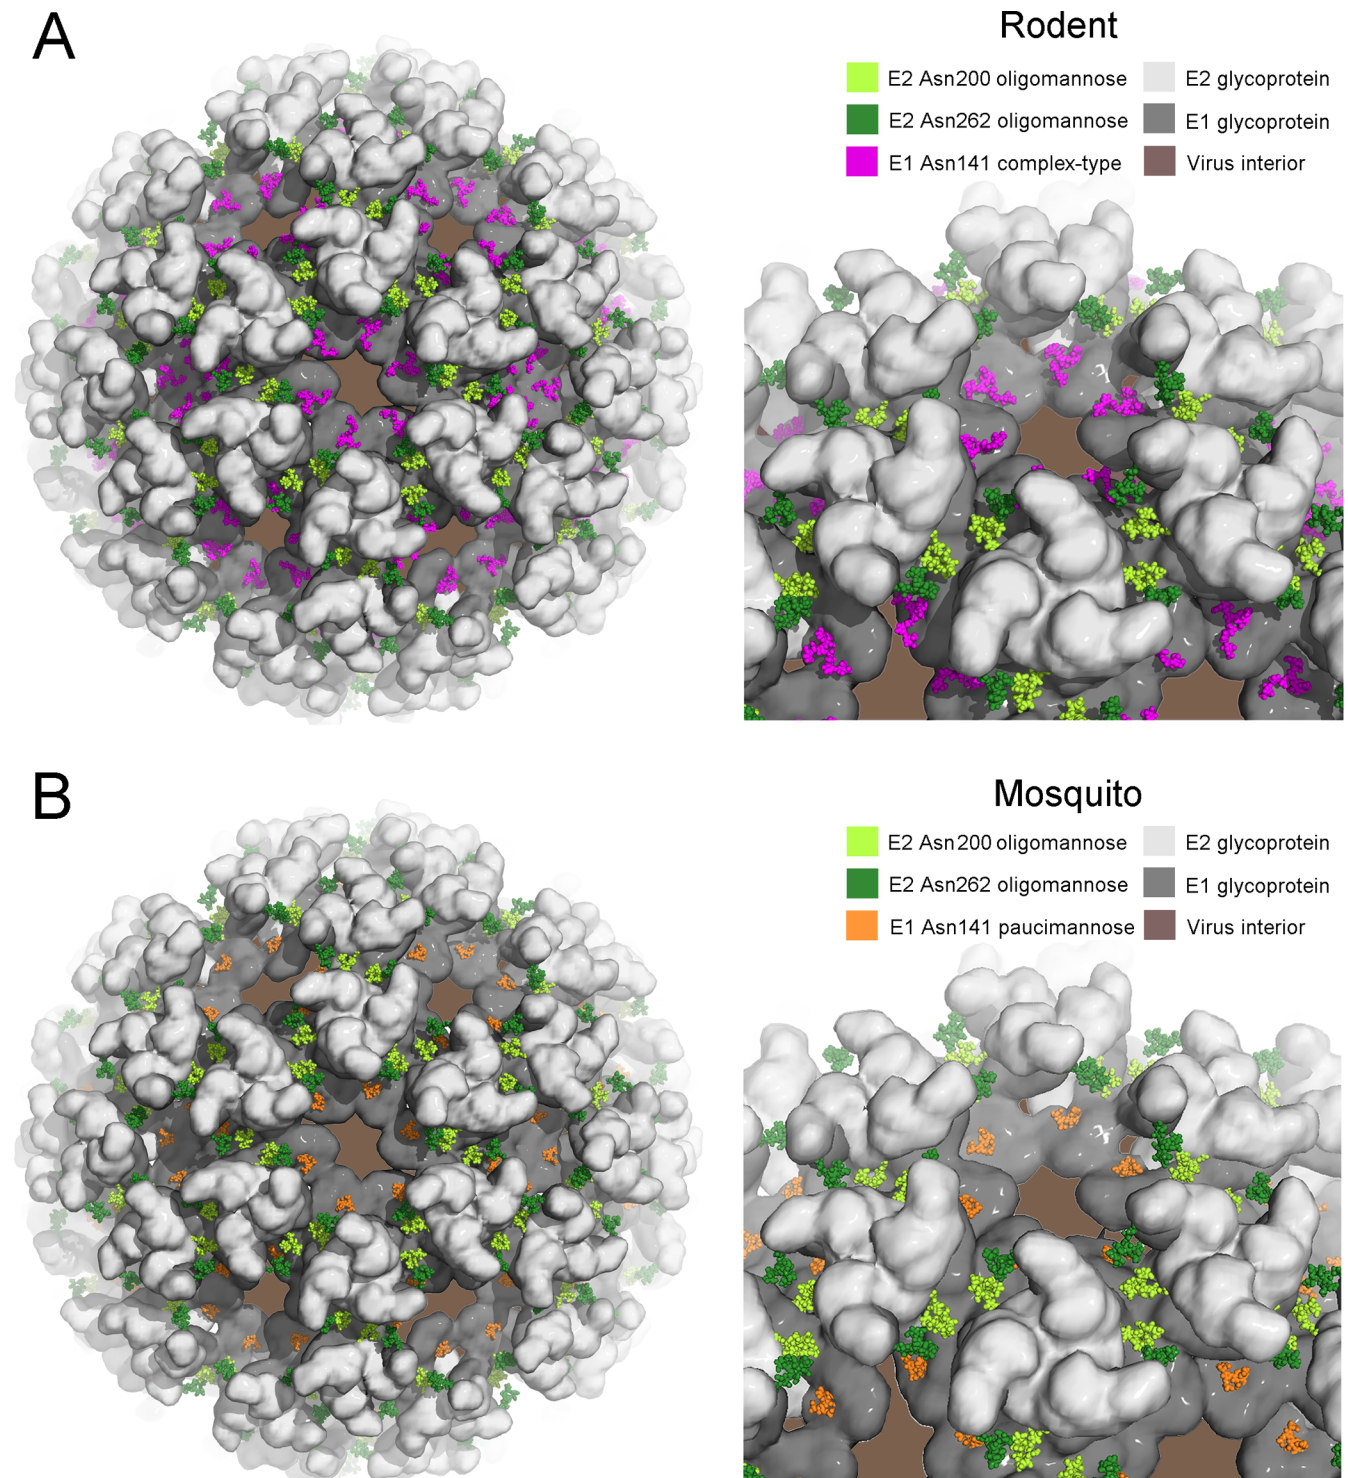 A
Rodent
E2 Asn200 oligomannose
E2 glycoprotein
E2 Asn262 oligomannose
E1 glycoprotein
E1 Asn141 complex-type
Virus interior
B
Mosquito
E2 Asn200 oligomannose
E2 glycoprotein
E2 Asn262 oligomannose
E1 glycoprotein
E1 Asn141 paucimannose
Virus interior